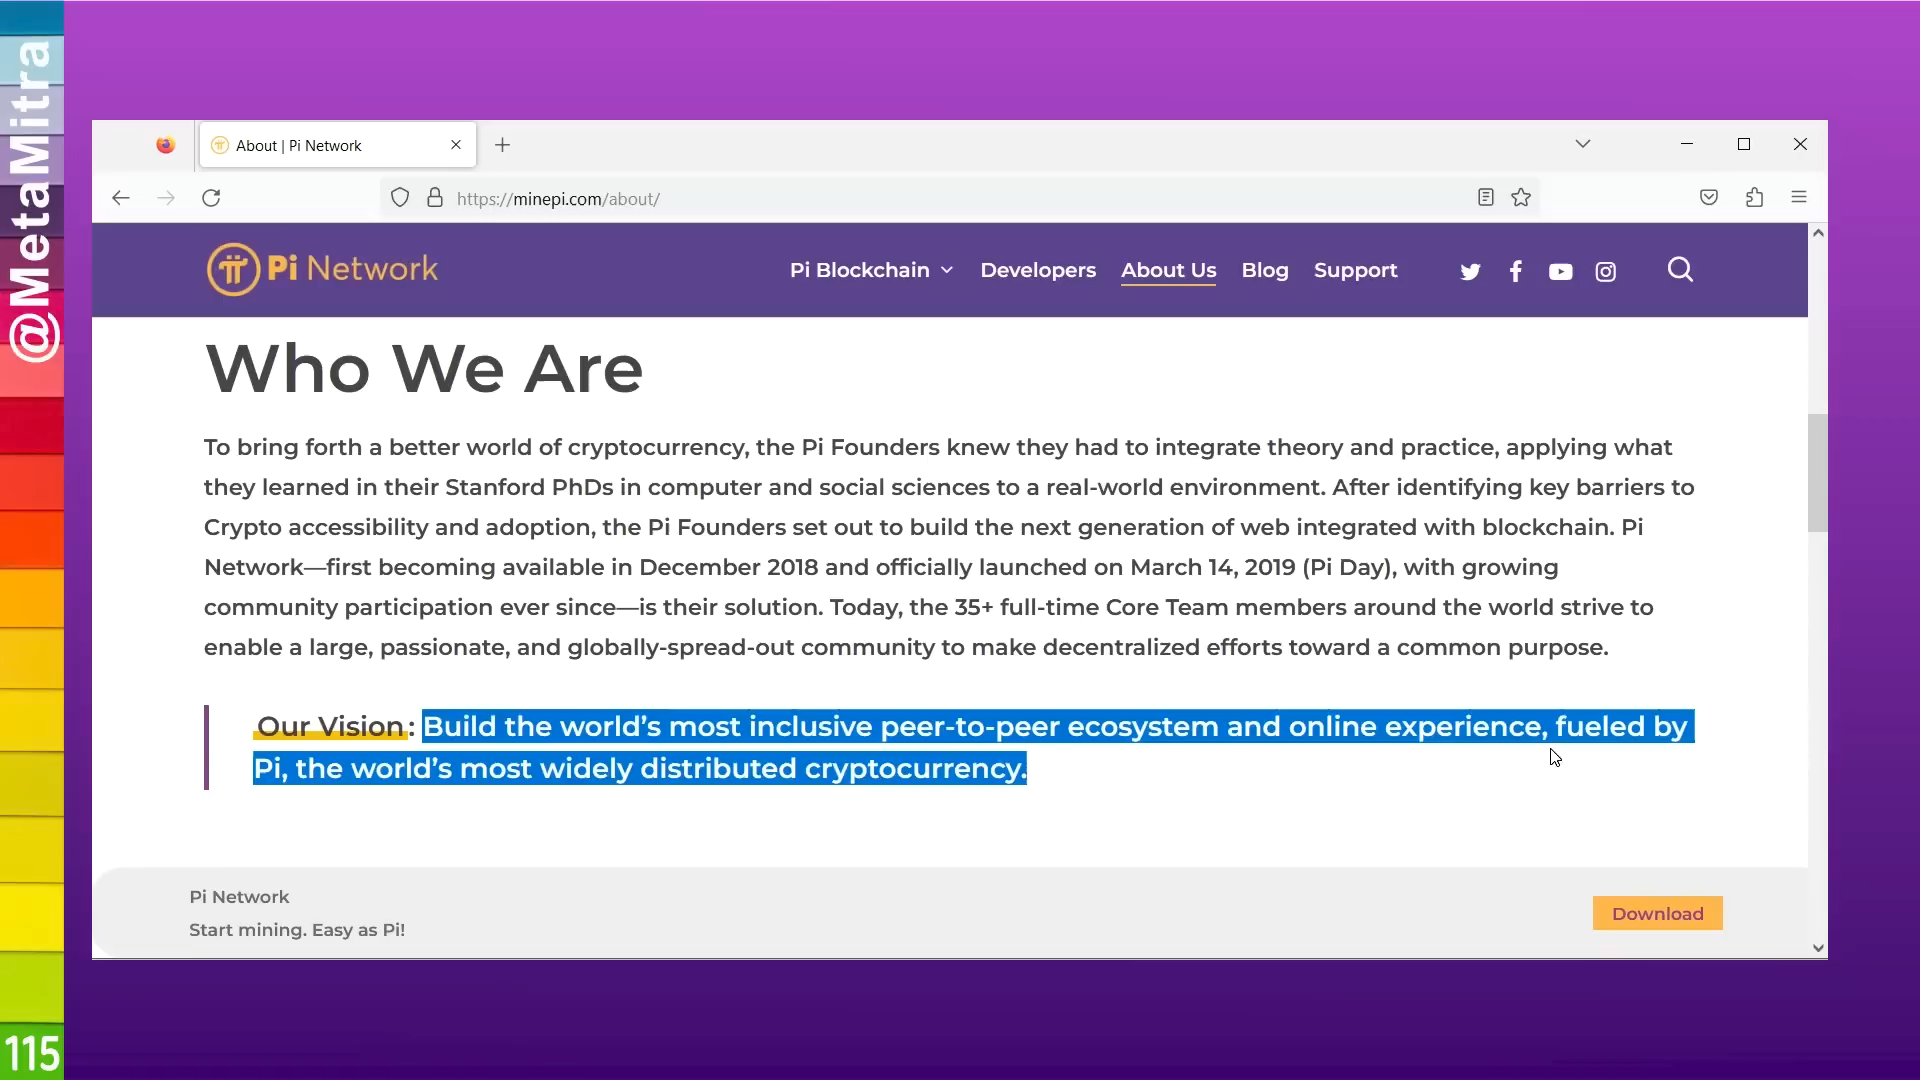 @MetaMitra
About | Pi Network
https://minepi.com/about/
Pi Network
Pi Blockchain
Developers
About Us
Blog
Support
Who We Are
To bring forth a better world of cryptocurrency, the Pi Founders knew they had to integrate theory and practice, applying what
they learned in their Stanford PhDs in computer and social sciences to a real-world environment. After identifying key barriers to
Crypto accessibility and adoption, the Pi Founders set out to build the next generation of web integrated with blockchain. Pi
Network—first becoming available in December 2018 and officially launched on March 14, 2019 (Pi Day), with growing
community participation ever since—is their solution. Today, the 35+ full-time Core Team members around the world strive to
enable a large, passionate, and globally-spread-out community to make decentralized efforts toward a common purpose.
Our Vision: Build the world’s most inclusive peer-to-peer ecosystem and online experience, fueled by
Pi, the world’s most widely distributed cryptocurrency.
Pi Network
Start mining. Easy as Pi!
Download
115